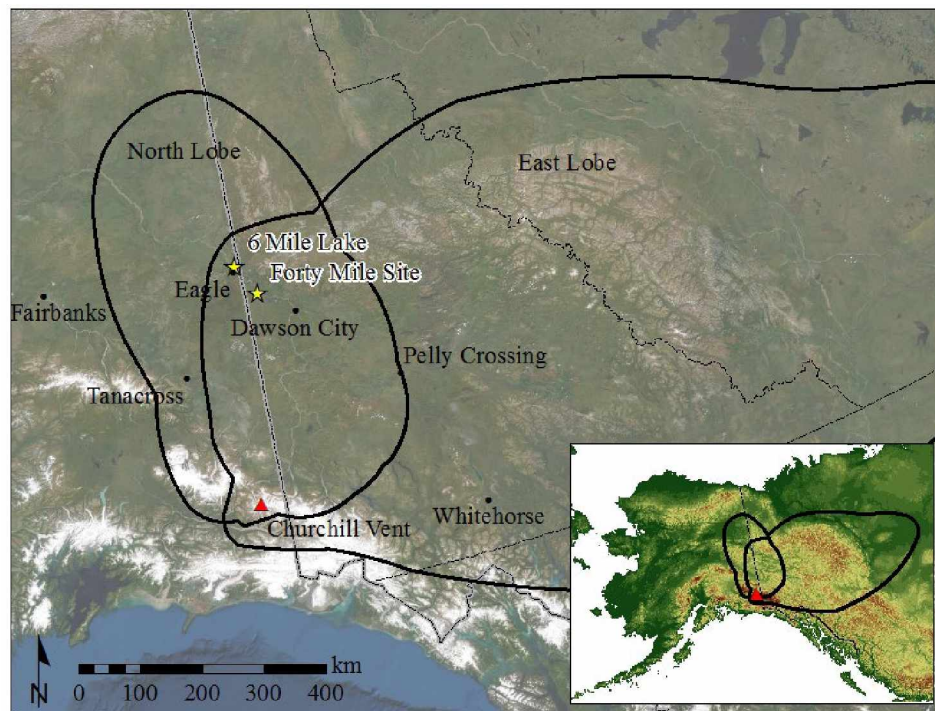 North Lobe
East Lobe
6 Mile Lake
Forty Mile Site
Eagle
Fairbanks
Dawson City
Pelly Crossing
Tanacross
Churchill Vent
Whitehorse
km
0 100 200 300 400
N